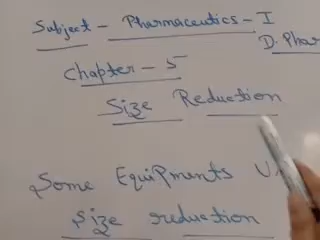 Subject - Pharmaceutics - I
D. Phar
Chapter - 5
Size Reduction
Some Equipments
size reduction